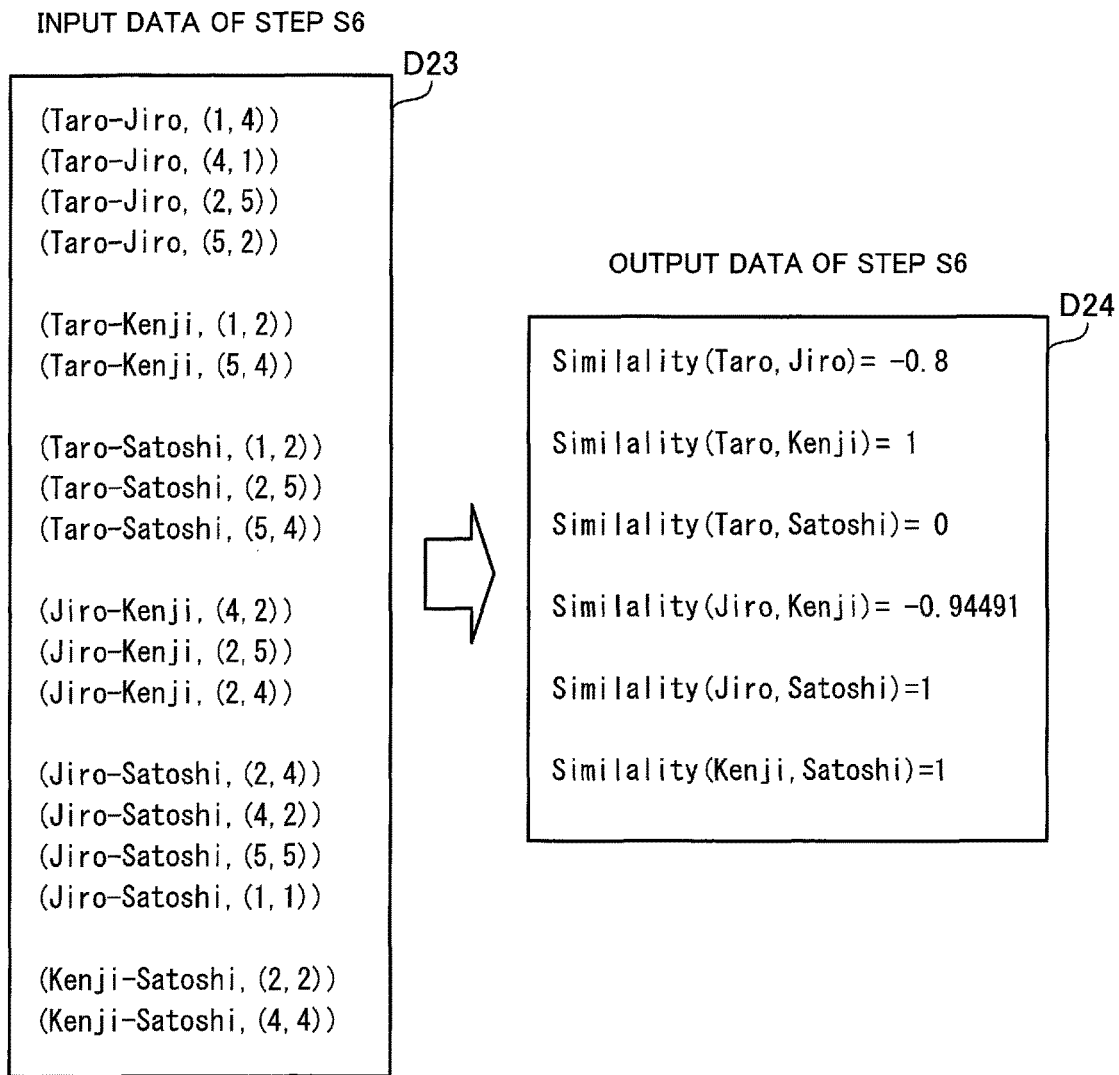 INPUT DATA OF STEP S6
D23
(Taro-Jiro, (1,4))
(Taro-Jiro, (4,1))
(Taro-Jiro, (2,5))
(Taro-Jiro, (5,2))
(Taro-Kenji, (1,2))
(Taro-Kenji, (5,4))
(Taro-Satoshi, (1,2))
(Taro-Satoshi, (2,5))
(Taro-Satoshi, (5,4))
(Jiro-Kenji, (4,2))
(Jiro-Kenji, (2,5))
(Jiro-Kenji, (2,4))
(Jiro-Satoshi, (2,4))
(Jiro-Satoshi, (4,2))
(Jiro-Satoshi, (5,5))
(Jiro-Satoshi, (1,1))
(Kenji-Satoshi, (2,2))
(Kenji-Satoshi, (4,4))
OUTPUT DATA OF STEP S6
D24
Similality(Taro,Jiro)= -0.8
Similality(Taro,Kenji)= 1
Similality(Taro,Satoshi)= 0
Similality(Jiro,Kenji)= -0.94491
Similality(Jiro,Satoshi)=1
Similality(Kenji,Satoshi)=1